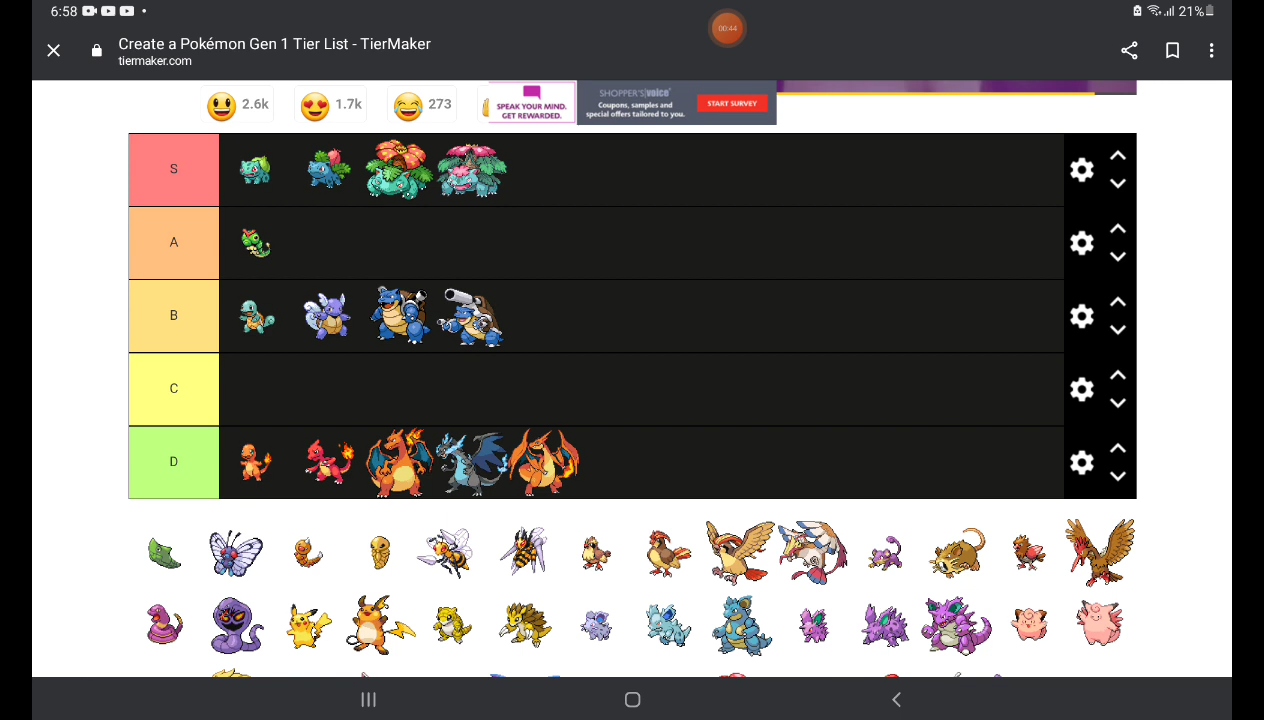 6:58
00:44
21%
Create a Pokémon Gen 1 Tier List - TierMaker
tiermaker.com
2.6k
1.7k
273
SPEAK YOUR MIND.
GET REWARDED.
SHOPPER'S voice
Coupons, samples and
special offers tailored to you.
START SURVEY
S
A
B
C
D